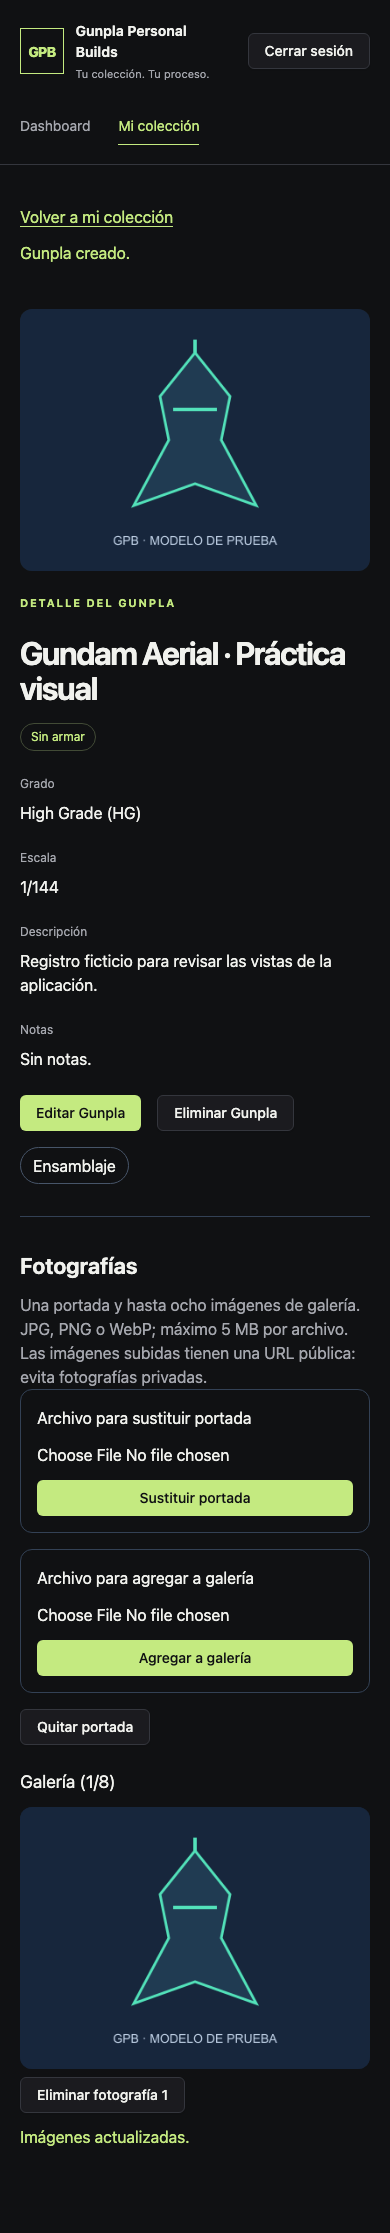 GPB
Gunpla Personal
Builds
Tu colección. Tu proceso.
Cerrar sesión
Dashboard
Mi colección
Volver a mi colección
Gunpla creado.
GPB · MODELO DE PRUEBA
DETALLE DEL GUNPLA
Gundam Aerial · Práctica
visual
Sin armar
Grado
High Grade (HG)
Escala
1/144
Descripción
Registro ficticio para revisar las vistas de la
aplicación.
Notas
Sin notas.
Editar Gunpla
Eliminar Gunpla
Ensamblaje
Fotografías
Una portada y hasta ocho imágenes de galería.
JPG, PNG o WebP; máximo 5 MB por archivo.
Las imágenes subidas tienen una URL pública:
evita fotografías privadas.
Archivo para sustituir portada
Choose File No file chosen
Sustituir portada
Archivo para agregar a galería
Choose File No file chosen
Agregar a galería
Quitar portada
Galería (1/8)
GPB · MODELO DE PRUEBA
Eliminar fotografía 1
Imágenes actualizadas.